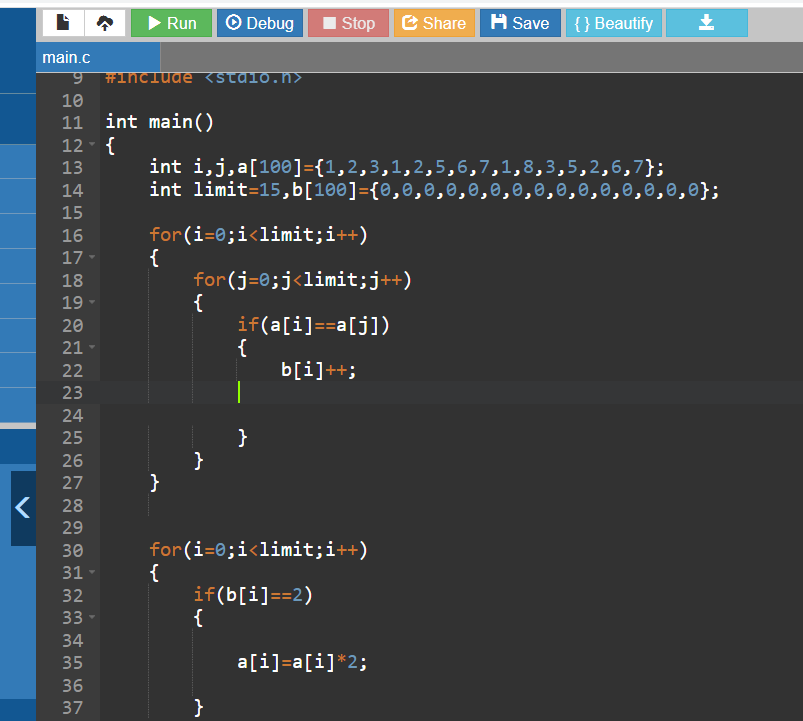 Run Debug Stop Share Save { } Beautify
main.c
9 #include <stdio.h>
10
11 int main()
12 {
13 int i,j,a[100]={1,2,3,1,2,5,6,7,1,8,3,5,2,6,7};
14 int limit=15,b[100]={0,0,0,0,0,0,0,0,0,0,0,0,0,0,0};
15
16 for(i=0;i<limit;i++)
17 {
18 for(j=0;j<limit;j++)
19 {
20 if(a[i]==a[j])
21 {
22 b[i]++;
23
24
25 }
26 }
27 }
28
29
30 for(i=0;i<limit;i++)
31 {
32 if(b[i]==2)
33 {
34
35 a[i]=a[i]*2;
36
37 }